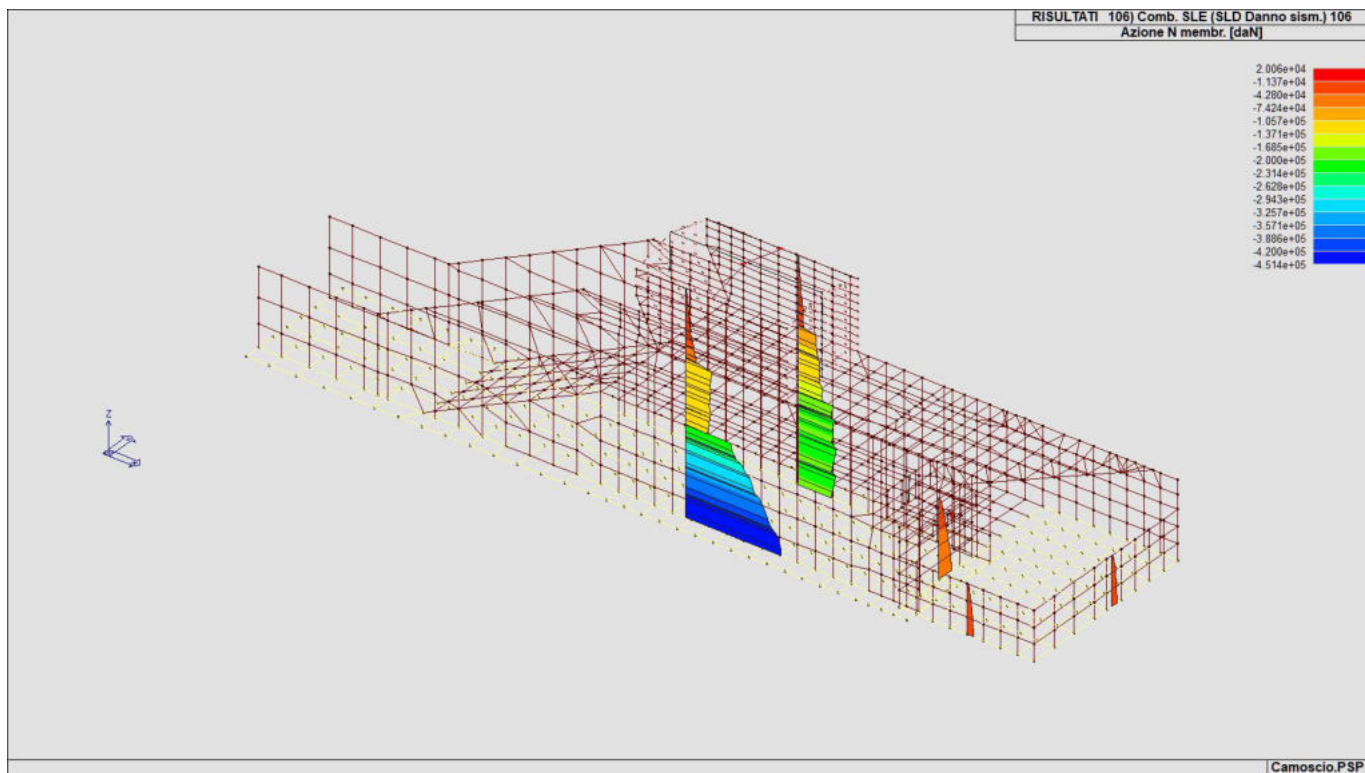 RISULTATI 106) Comb. SLE (SLD Danno sism.) 106
Azione N membr. [daN]
2.006e+04
-1.137e+04
-4.280e+04
-7.424e+04
-1.057e+05
-1.371e+05
-1.685e+05
-2.000e+05
-2.314e+05
-2.628e+05
-2.943e+05
-3.257e+05
-3.571e+05
-3.886e+05
-4.200e+05
-4.514e+05
Z
Camoscio.PSP